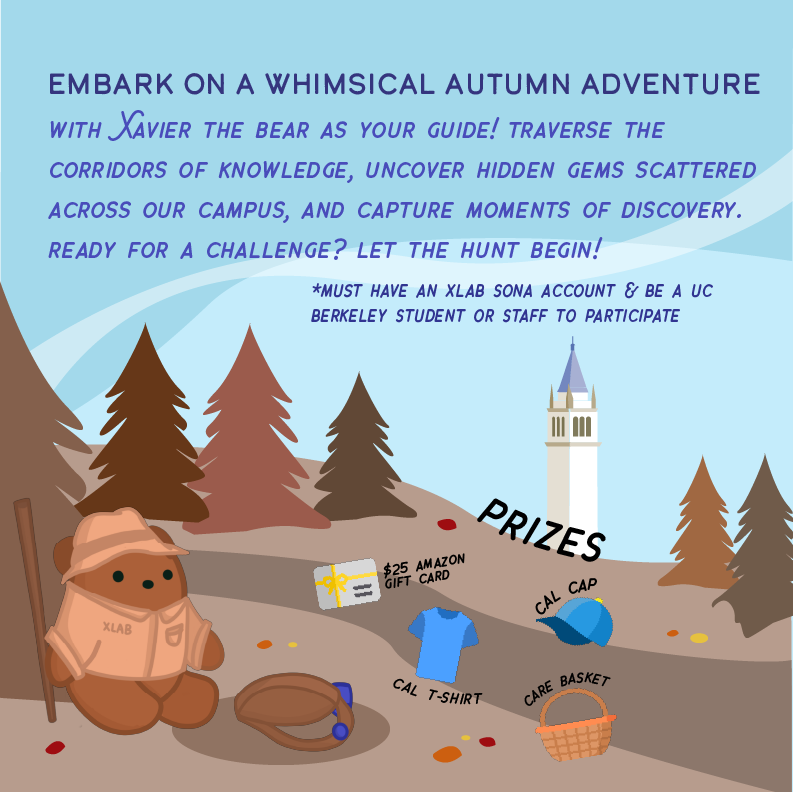 EMBARK ON A WHIMSICAL AUTUMN ADVENTURE
WITH XAVIER THE BEAR AS YOUR GUIDE! TRAVERSE THE
CORRIDORS OF KNOWLEDGE, UNCOVER HIDDEN GEMS SCATTERED
ACROSS OUR CAMPUS, AND CAPTURE MOMENTS OF DISCOVERY.
READY FOR A CHALLENGE? LET THE HUNT BEGIN!
*MUST HAVE AN XLAB SONA ACCOUNT & BE A UC
BERKELEY STUDENT OR STAFF TO PARTICIPATE
PRIZES
$25 AMAZON
GIFT CARD
CAL CAP
XLAB
CAL T-SHIRT
CARE BASKET